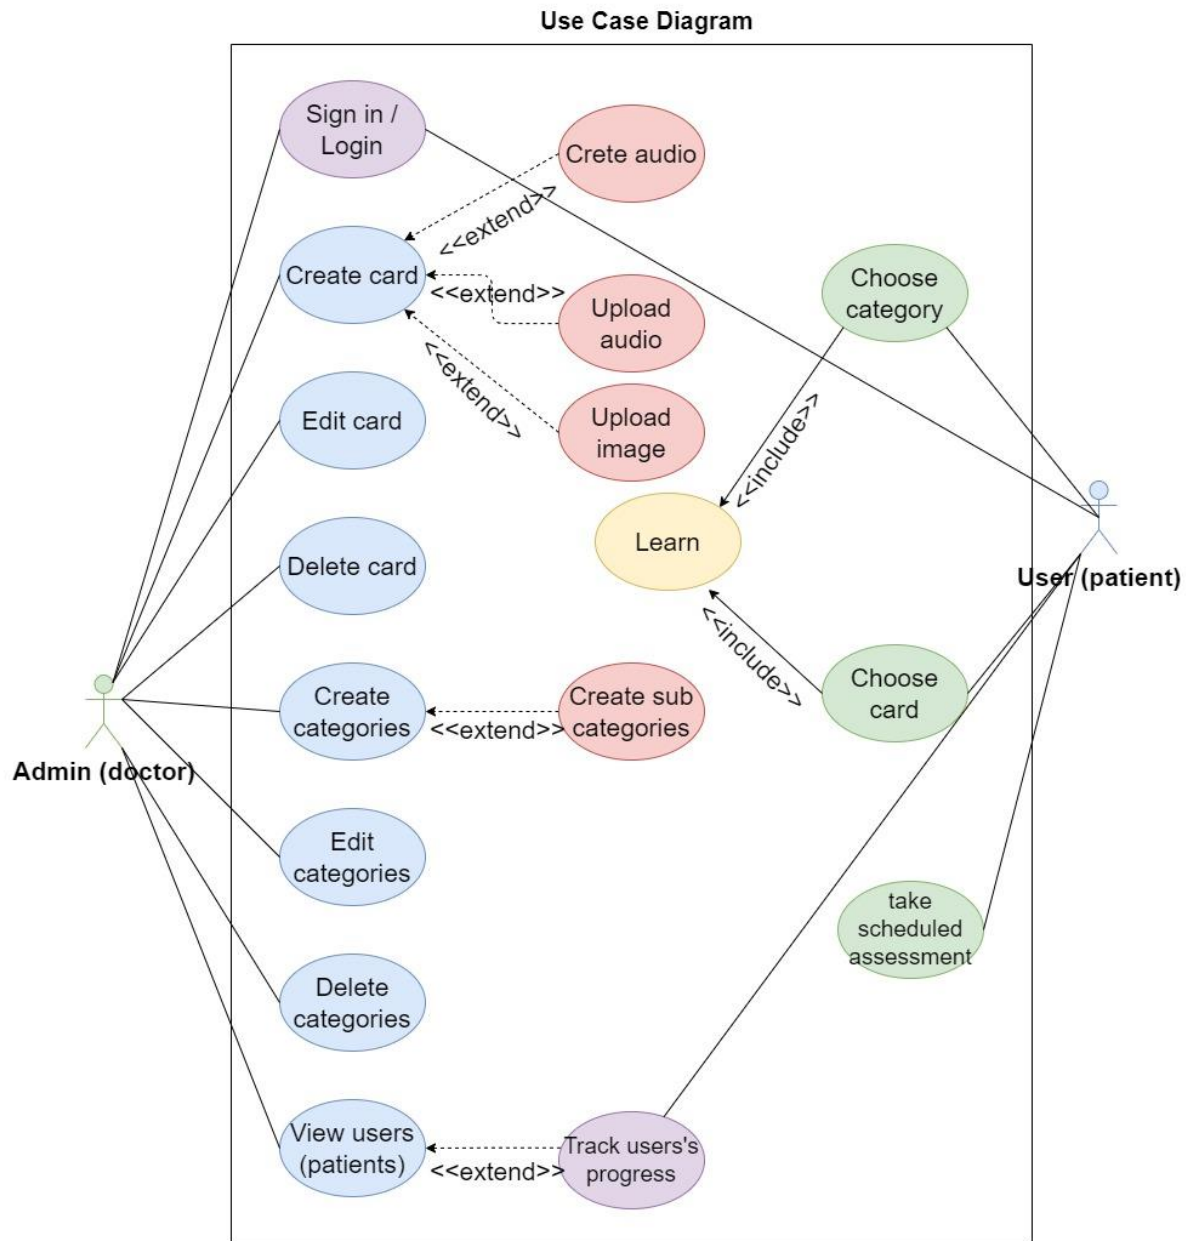 Use Case Diagram
Sign in /
Login
Crete audio
<<extend>>
Create card
<<extend>>
Upload
audio
Choose
category
<<extend>>
Edit card
Upload
image
<<include>>
Learn
Delete card
User (patient)
<<include>>
Create
categories
<<extend>>
Create sub
categories
Choose
card
Admin (doctor)
Edit
categories
take
scheduled
assessment
Delete
categories
View users
(patients)
<<extend>>
Track users's
progress